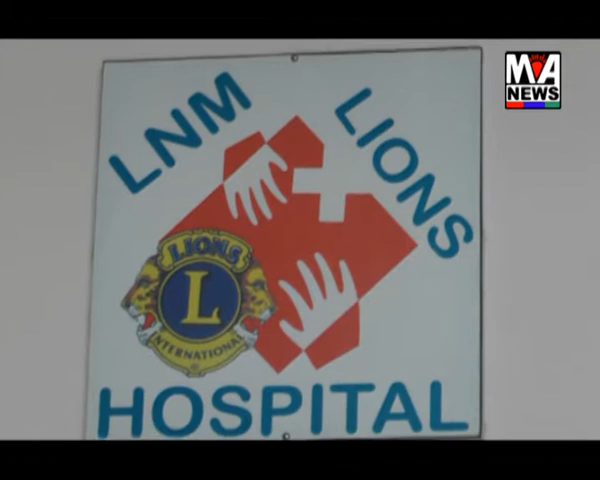 MA
NEWS
LNM LIONS
LIONS
L
INTERNATIONAL
®
HOSPITAL